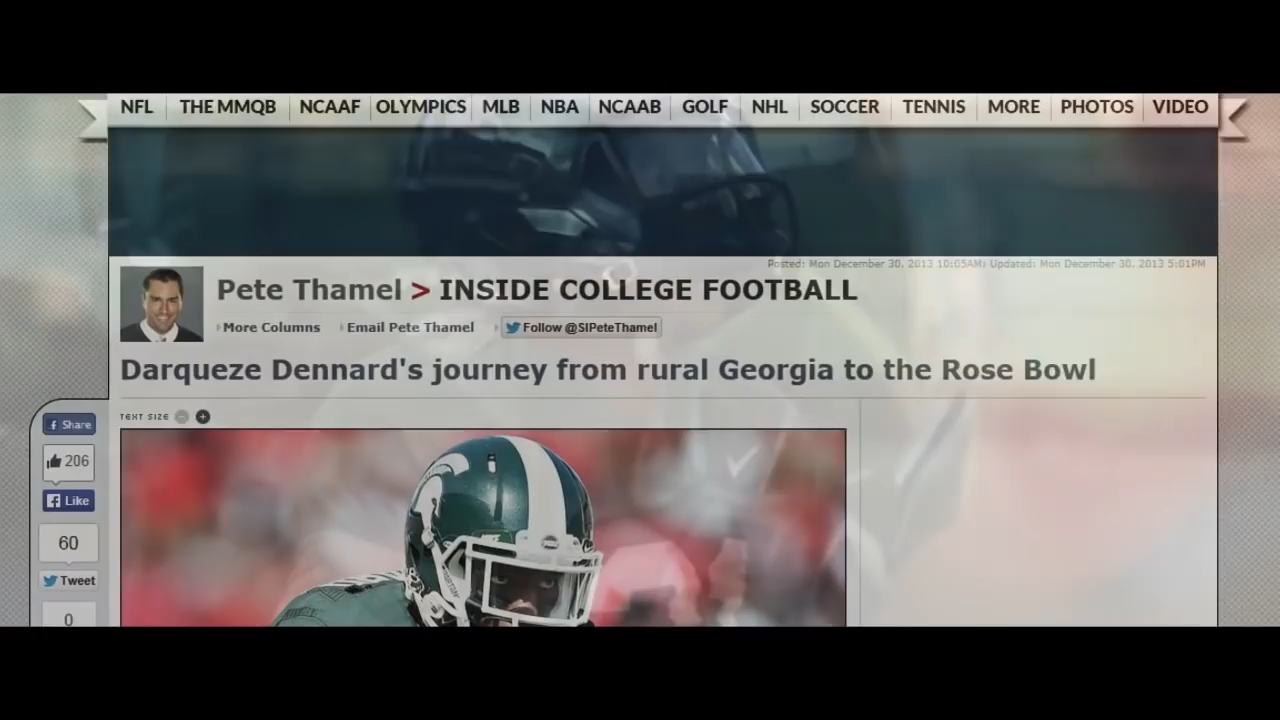 NFL THE MMQB NCAAF OLYMPICS MLB NBA NCAAB GOLF NHL SOCCER TENNIS MORE PHOTOS VIDEO
Posted: Mon December 30, 2013 10:05AM; Updated: Mon December 30, 2013 5:01PM
Pete Thamel > INSIDE COLLEGE FOOTBALL
More Columns Email Pete Thamel Follow @SIPeteThamel
Darqueze Dennard's journey from rural Georgia to the Rose Bowl
TEXT SIZE - +
Share
206
Like
60
Tweet
0